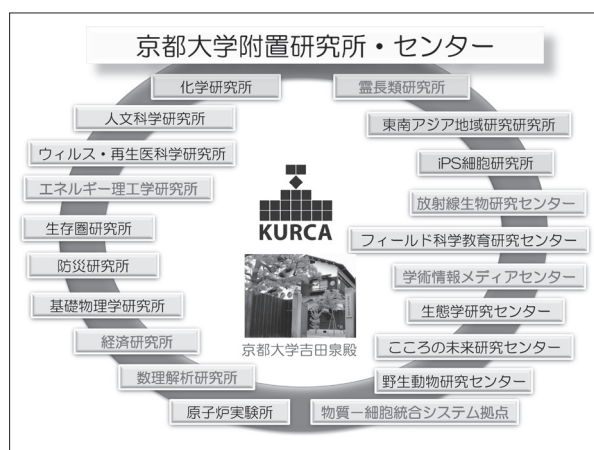 京都大学附置研究所・センター
化学研究所
人文科学研究所
ウィルス・再生医科学研究所
エネルギー理工学研究所
生存圏研究所
防災研究所
基礎物理学研究所
経済研究所
数理解析研究所
原子炉実験所
霊長類研究所
東南アジア地域研究研究所
iPS細胞研究所
放射線生物研究センター
フィールド科学教育研究センター
学術情報メディアセンター
生態学研究センター
こころの未来研究センター
野生動物研究センター
物質－細胞統合システム拠点
KURCA
京都大学吉田泉殿